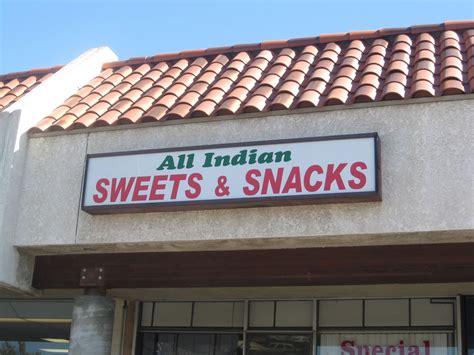 All Indian
SWEETS & SNACKS
Special